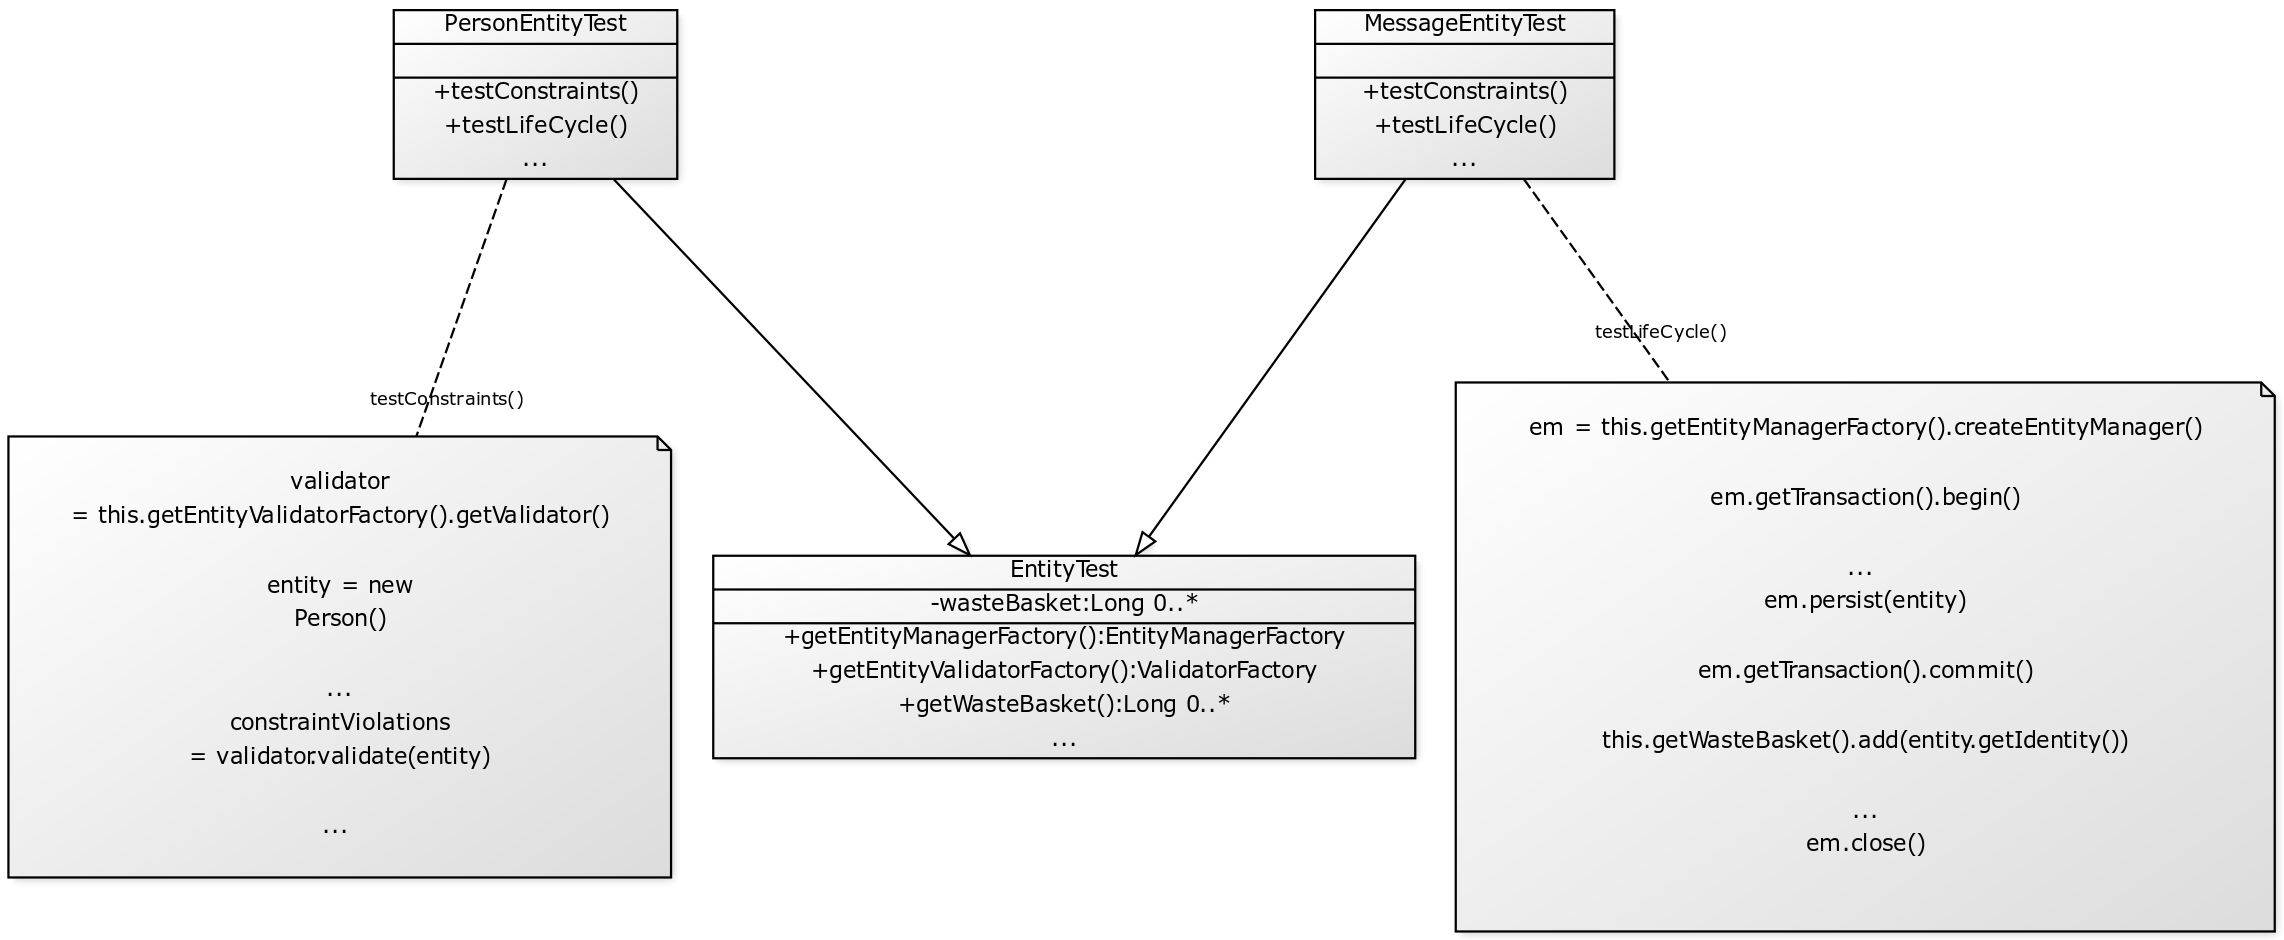 PersonEntityTest
+testConstraints()
+testLifeCycle()
...
MessageEntityTest
+testConstraints()
+testLifeCycle()
...
testConstraints()
testLifeCycle()
validator
= this.getEntityValidatorFactory().getValidator()
entity = new
Person()
...
constraintViolations
= validator.validate(entity)
...
EntityTest
-wasteBasket:Long 0..*
+getEntityManagerFactory():EntityManagerFactory
+getEntityValidatorFactory():ValidatorFactory
+getWasteBasket():Long 0..*
...
em = this.getEntityManagerFactory().createEntityManager()
em.getTransaction().begin()
...
em.persist(entity)
em.getTransaction().commit()
this.getWasteBasket().add(entity.getIdentity())
...
em.close()